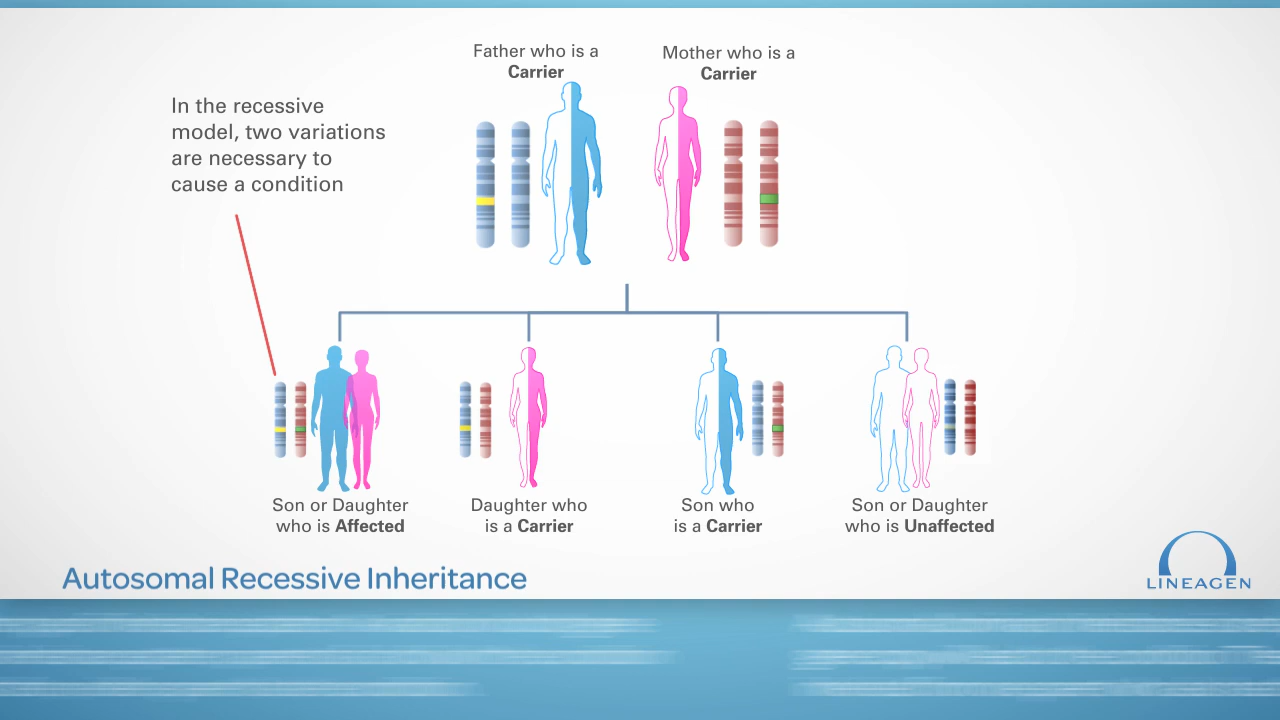 Father who is a
Carrier
Mother who is a
Carrier
In the recessive
model, two variations
are necessary to
cause a condition
Son or Daughter
who is Affected
Daughter who
is a Carrier
Son who
is a Carrier
Son or Daughter
who is Unaffected
Autosomal Recessive Inheritance
LINEAGEN